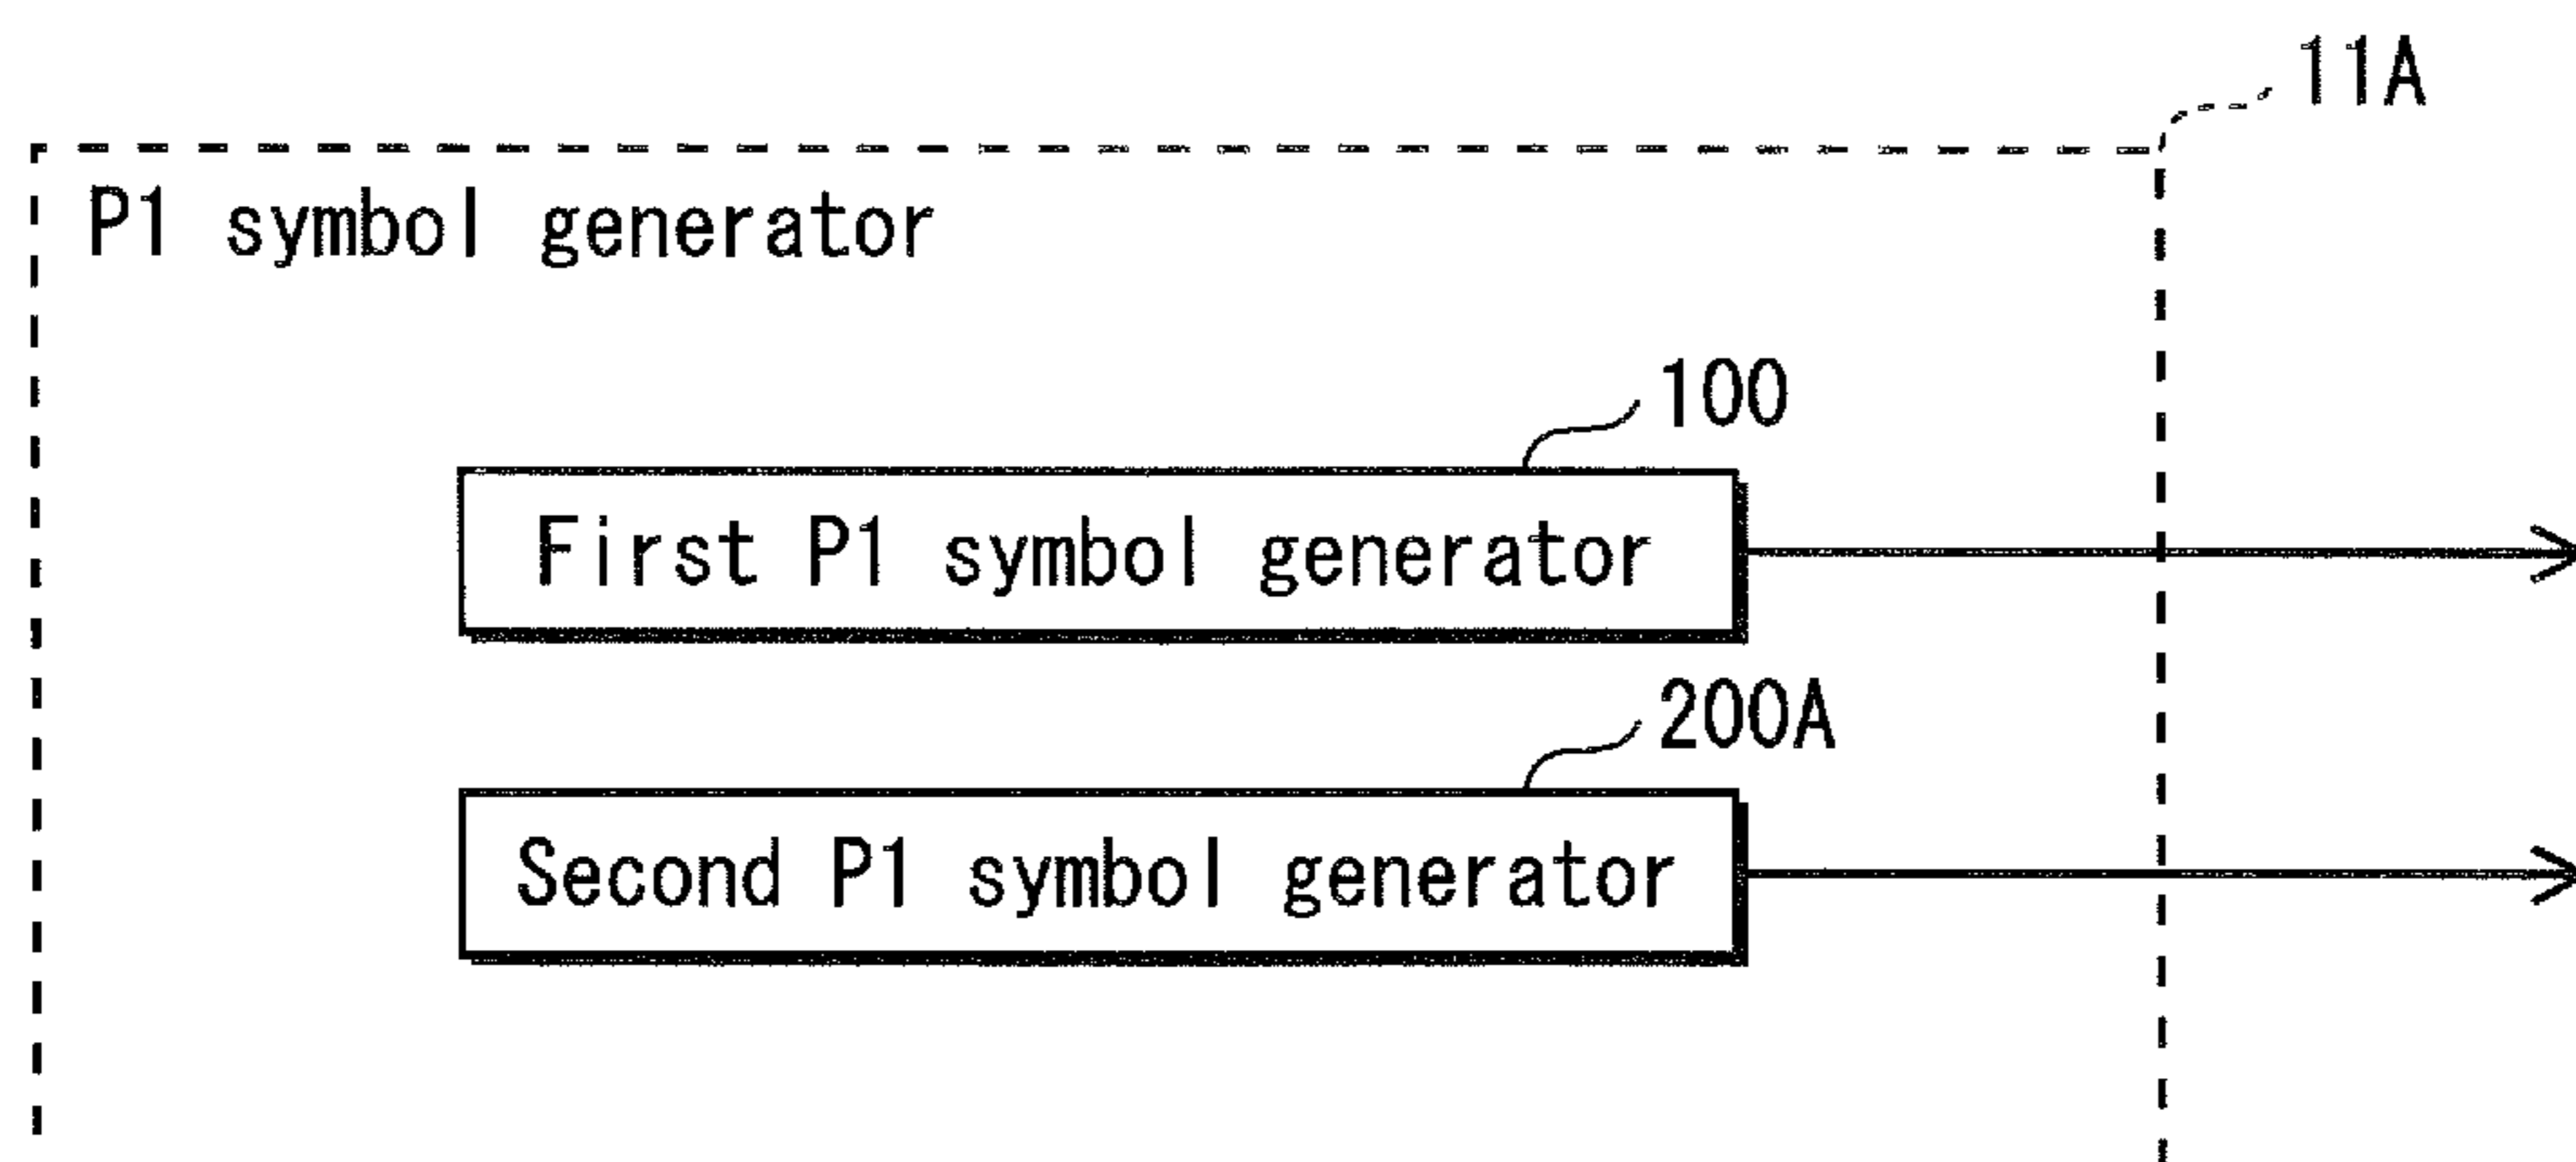 11A
P1 symbol generator
100
First P1 symbol generator
200A
Second P1 symbol generator